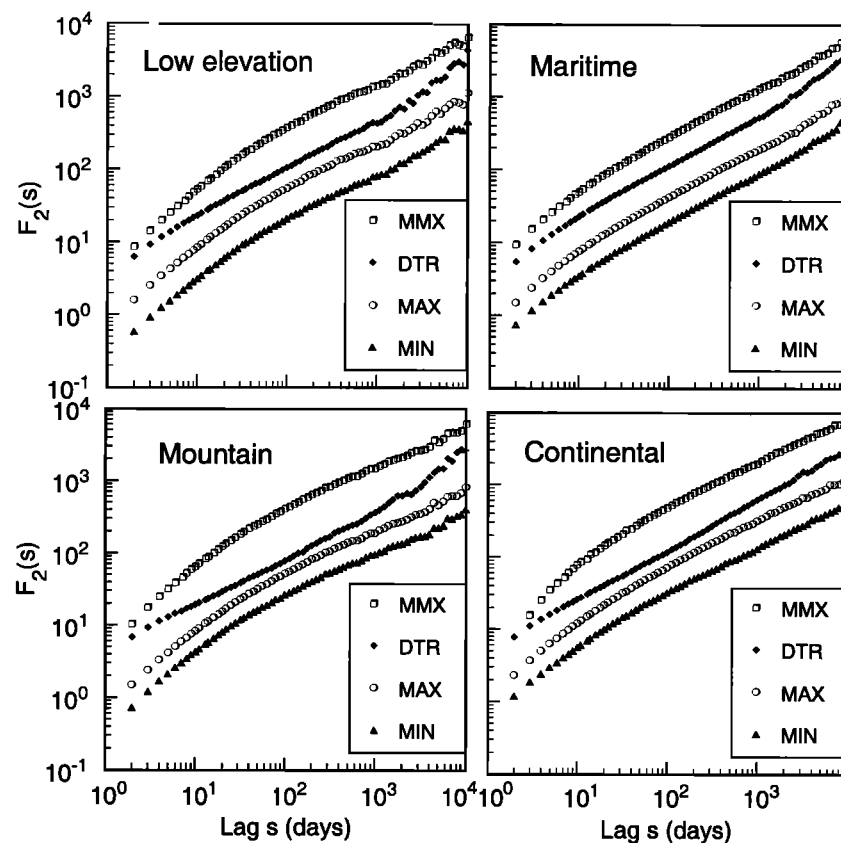 10^4
10^3
10^2
10^1
10^0
10^-1
F_2(s)
Low elevation
MMX
DTR
MAX
MIN
Maritime
MMX
DTR
MAX
MIN
10^4
10^3
10^2
10^1
10^0
10^-1
F_2(s)
Mountain
MMX
DTR
MAX
MIN
10^0 10^1 10^2 10^3 10^4
Lag s (days)
Continental
MMX
DTR
MAX
MIN
10^1 10^2 10^3
Lag s (days)